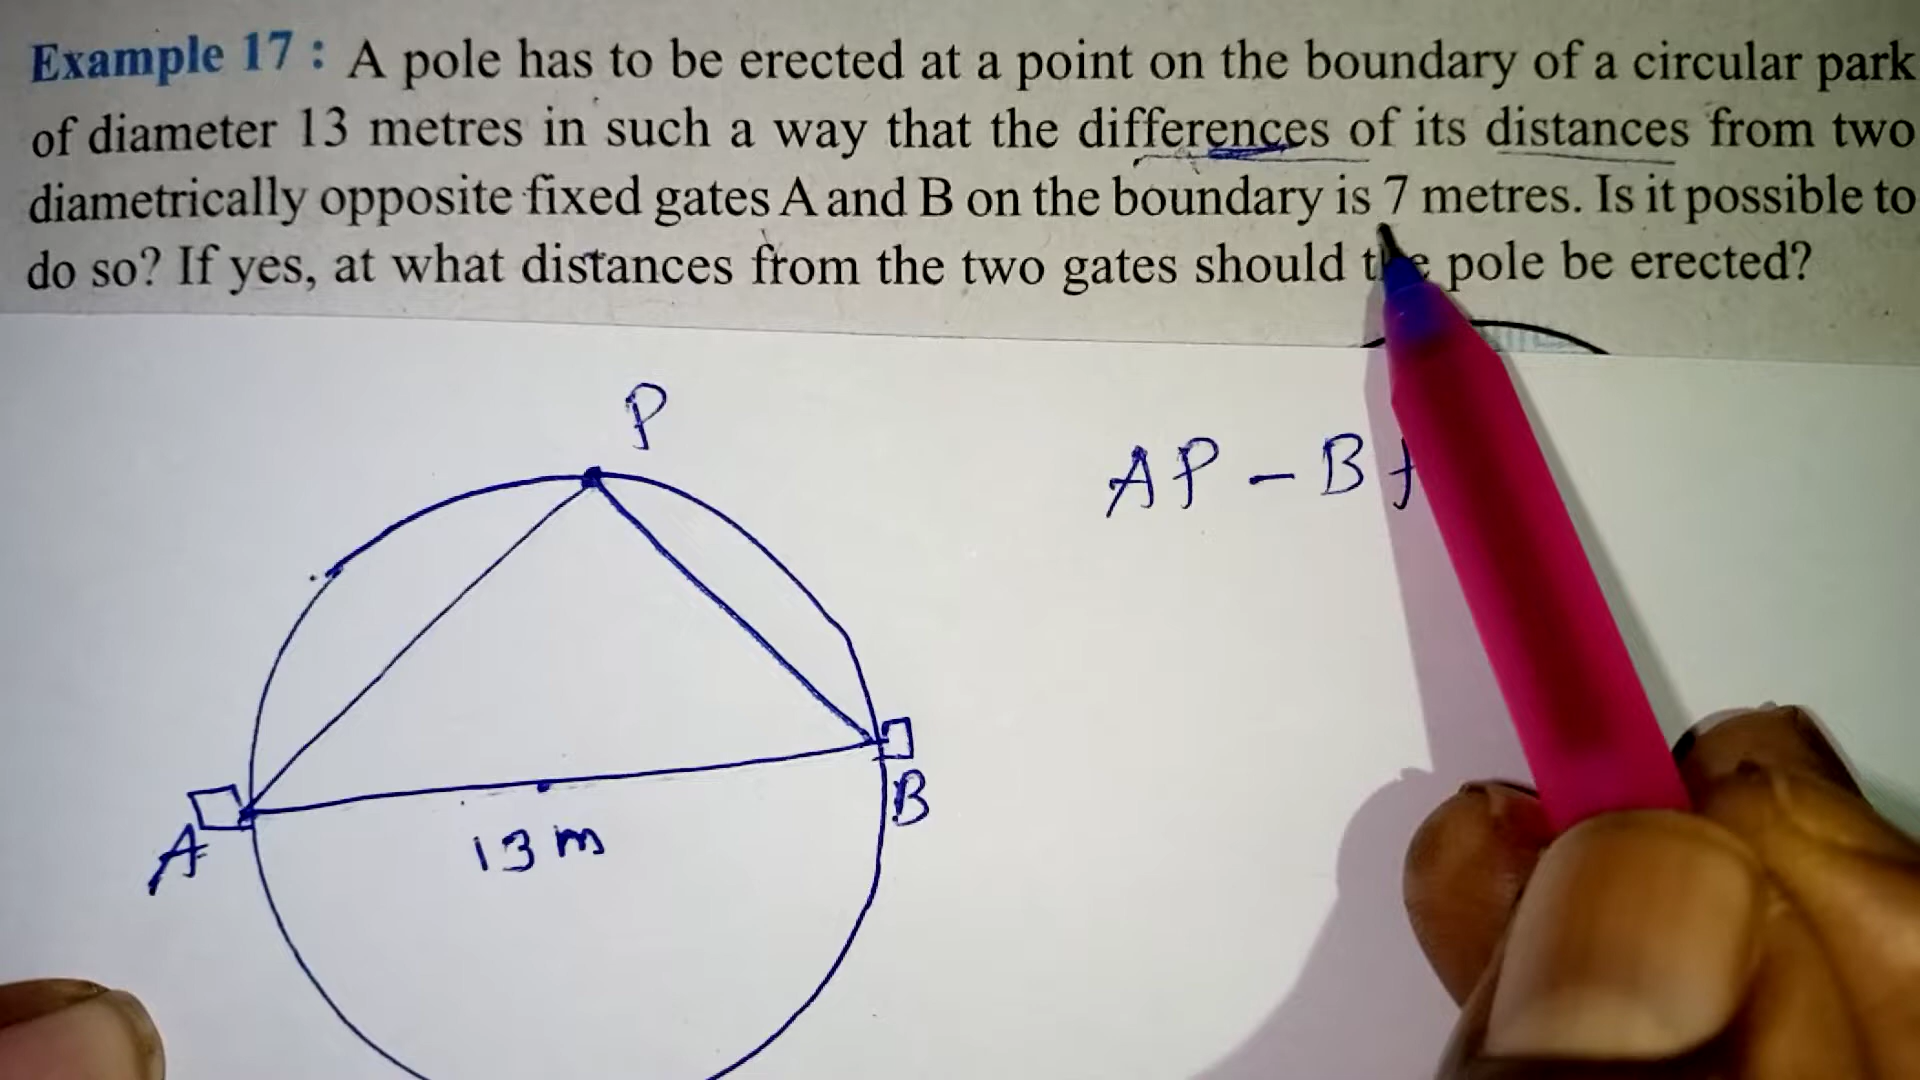 Example 17 : A pole has to be erected at a point on the boundary of a circular park
of diameter 13 metres in such a way that the differences of its distances from two
diametrically opposite fixed gates A and B on the boundary is 7 metres. Is it possible to
do so? If yes, at what distances from the two gates should the pole be erected?
P
AP - B
B
A
13 m